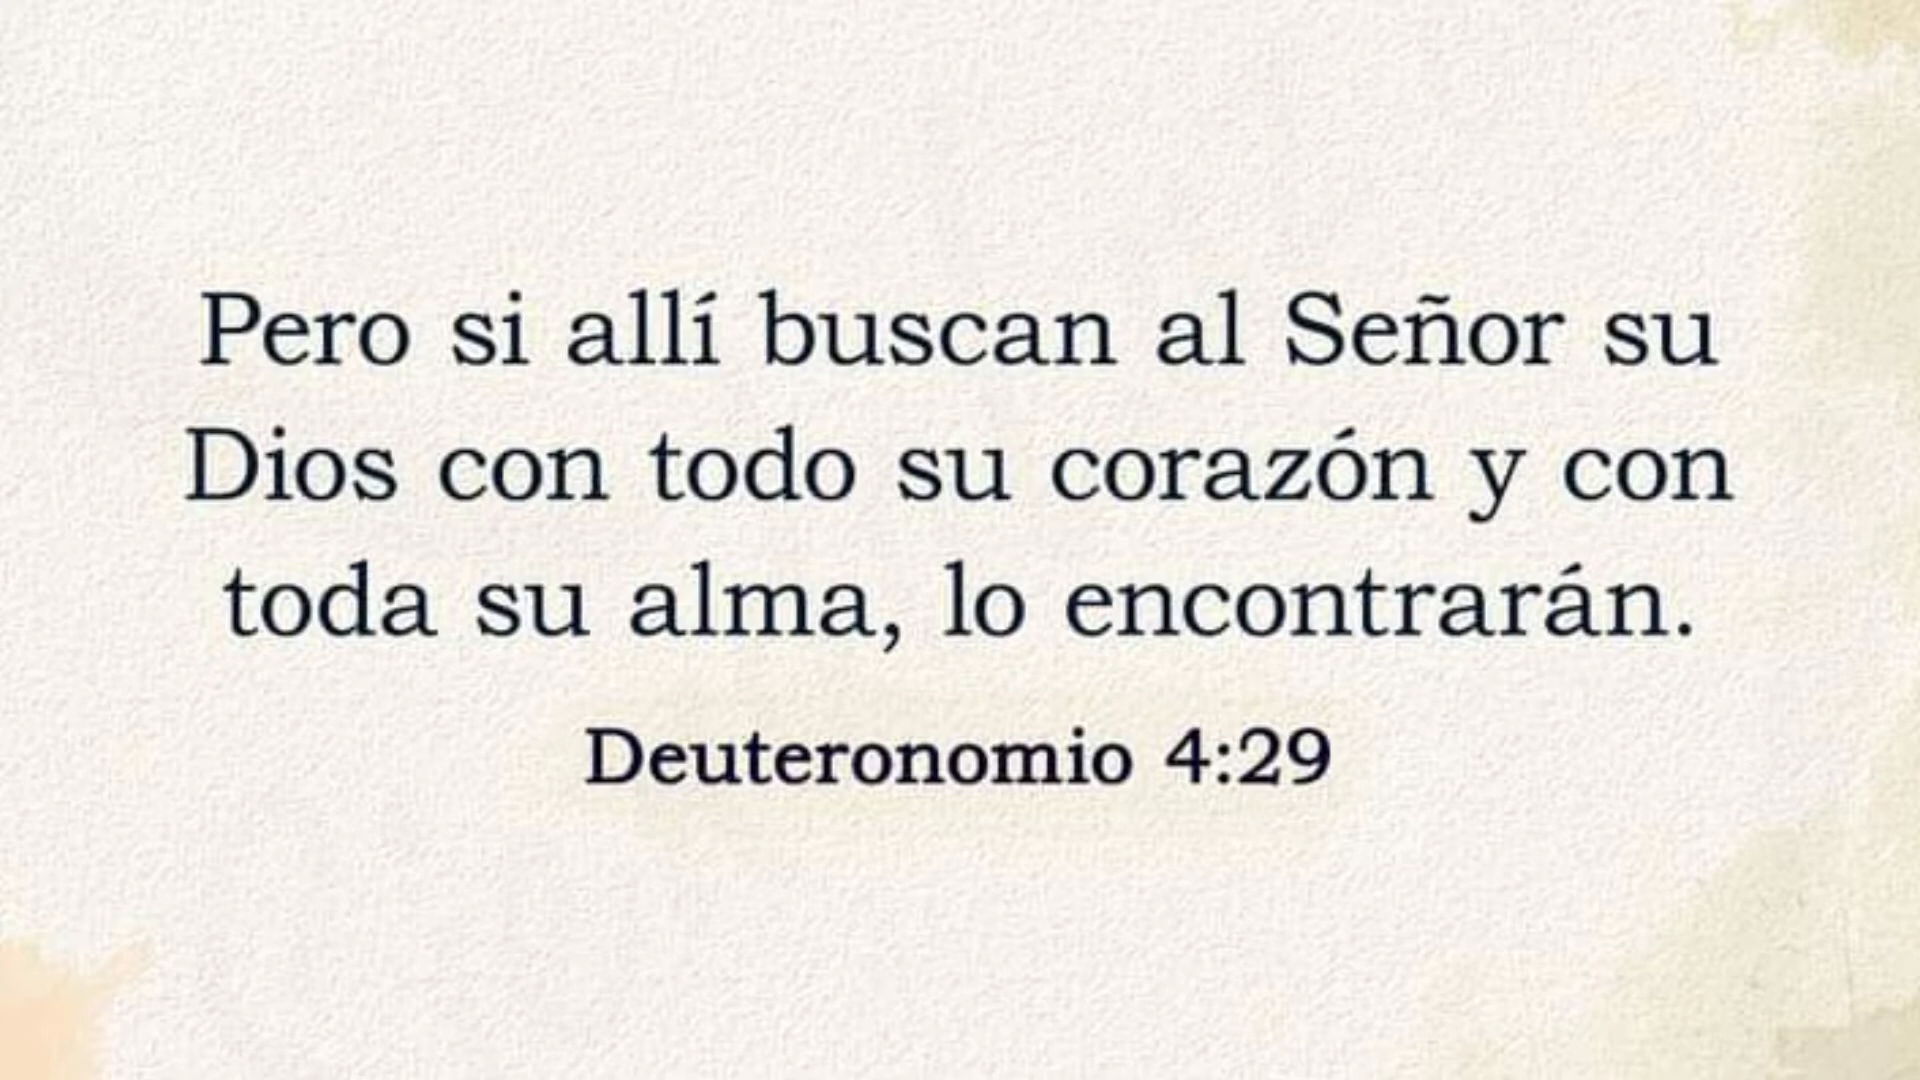 Pero si allí buscan al Señor su
Dios con todo su corazón y con
toda su alma, lo encontrarán.
Deuteronomio 4:29